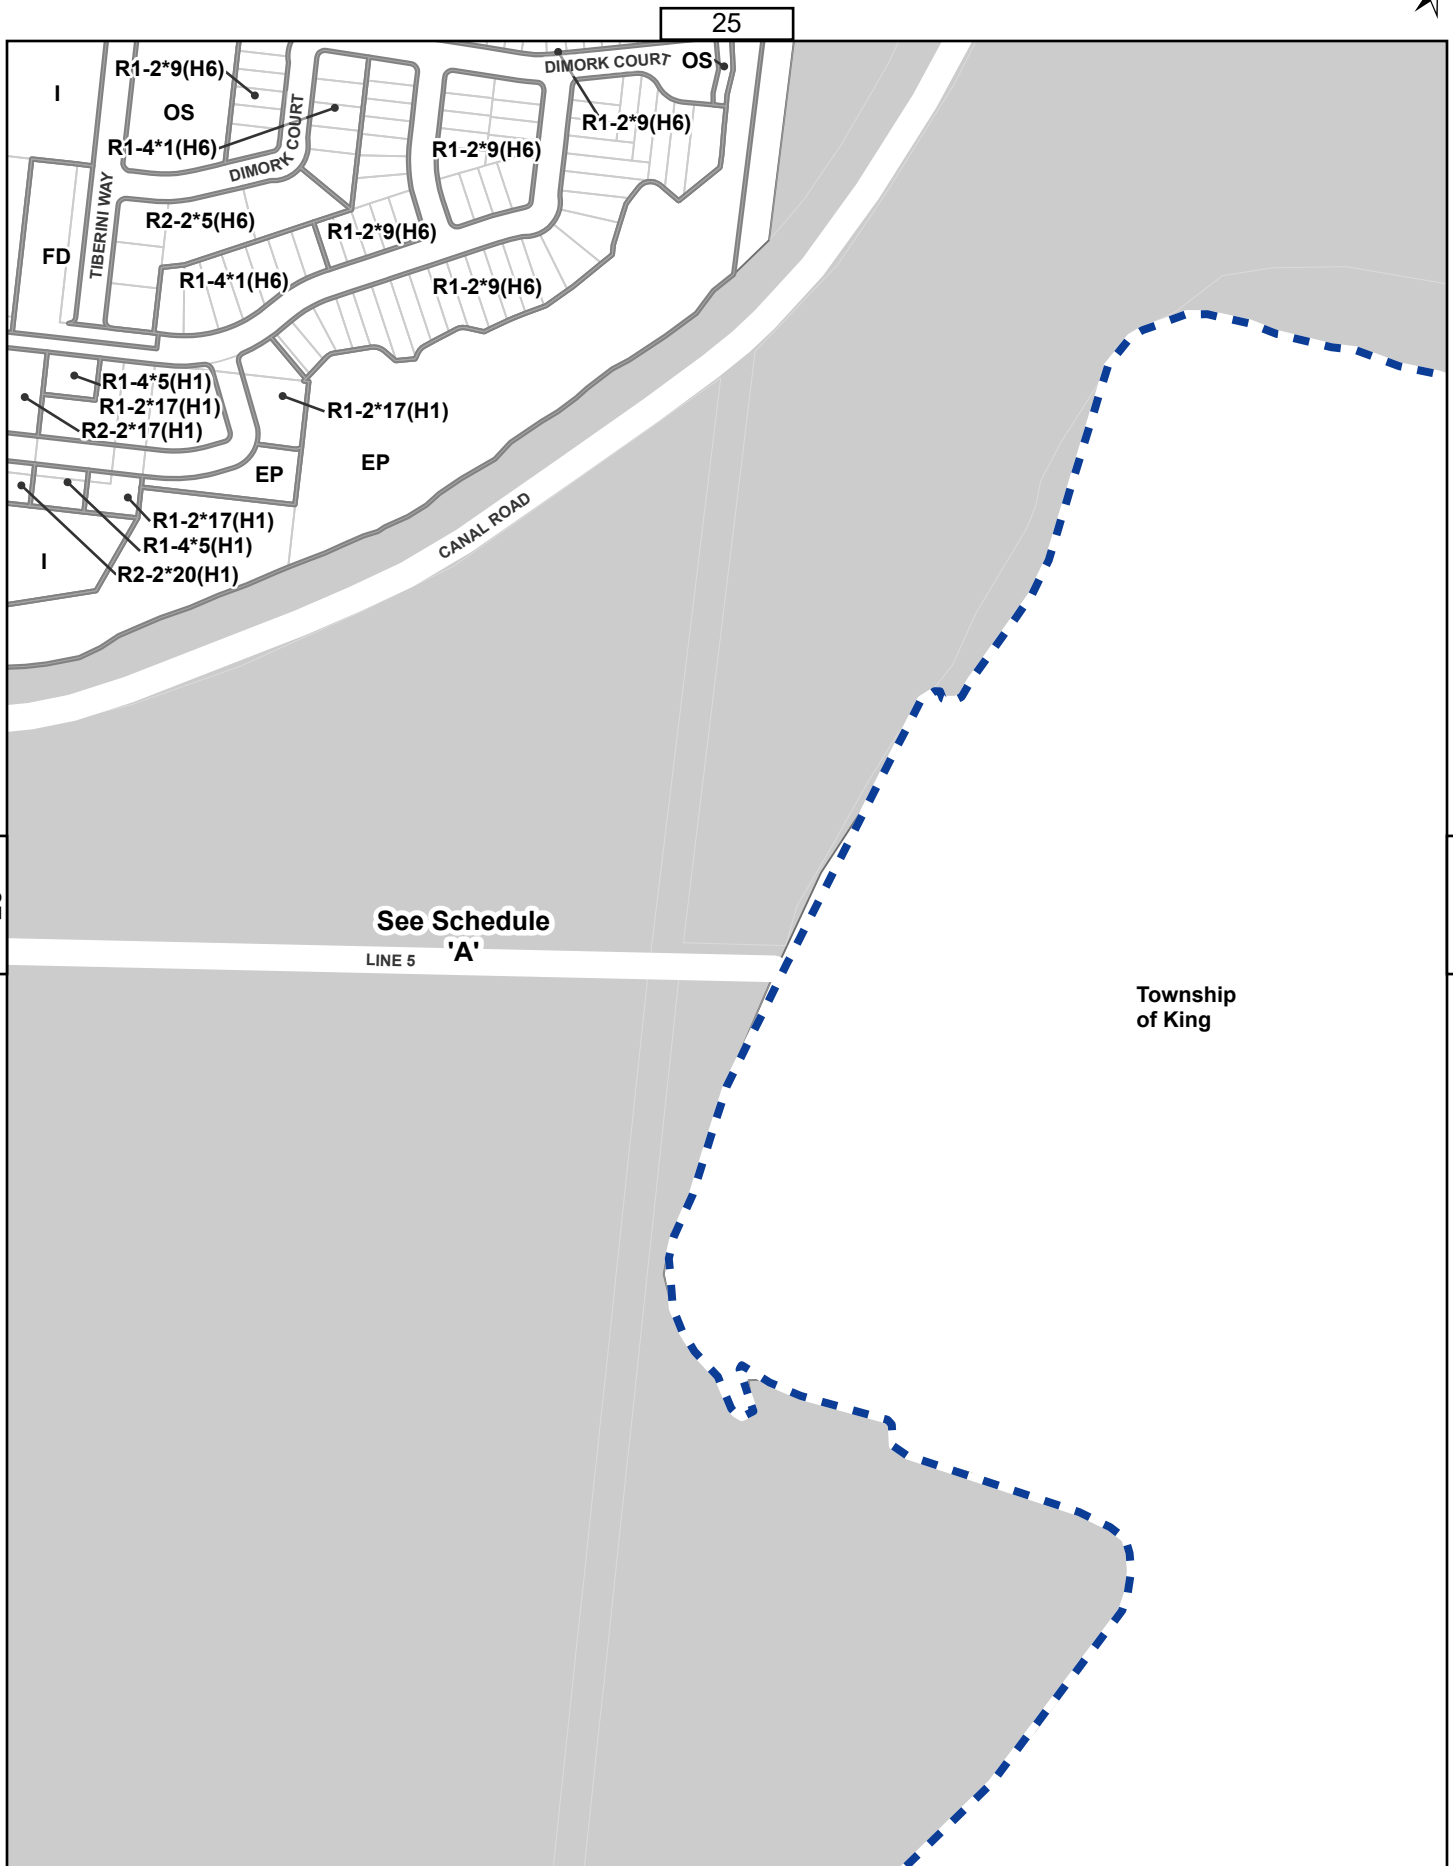 25
R1-2*9(H6)
DIMORK COURT
OS
I
OS
R1-2*9(H6)
R1-4*1(H6)
DIMORK COURT
R1-2*9(H6)
TIBERINI WAY
R2-2*5(H6)
R1-2*9(H6)
FD
R1-4*1(H6)
R1-2*9(H6)
R1-4*5(H1)
R1-2*17(H1)
R2-2*17(H1)
R1-2*17(H1)
EP
EP
CANAL ROAD
R1-2*17(H1)
R1-4*5(H1)
I
R2-2*20(H1)
See Schedule
'A'
LINE 5
Township
of King